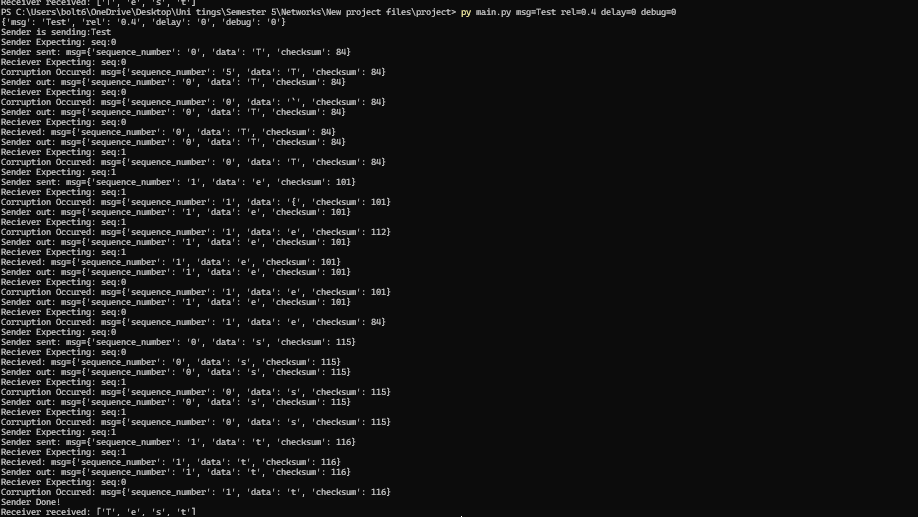 Receiver received: ['T', 'e', 's', 't']
PS C:\Users\bolt6\OneDrive\Desktop\Uni tings\Semester 5\Networks\New project files\project> py main.py msg=Test rel=0.4 delay=0 debug=0
{'msg': 'Test', 'rel': '0.4', 'delay': '0', 'debug': '0'}
Sender is sending:Test
Sender Expecting: seq:0
Sender sent: msg={'sequence_number': '0', 'data': 'T', 'checksum': 84}
Reciever Expecting: seq:0
Corruption Occured: msg={'sequence_number': '5', 'data': 'T', 'checksum': 84}
Sender out: msg={'sequence_number': '0', 'data': 'T', 'checksum': 84}
Reciever Expecting: seq:0
Corruption Occured: msg={'sequence_number': '0', 'data': '`', 'checksum': 84}
Sender out: msg={'sequence_number': '0', 'data': 'T', 'checksum': 84}
Reciever Expecting: seq:0
Recieved: msg={'sequence_number': '0', 'data': 'T', 'checksum': 84}
Sender out: msg={'sequence_number': '0', 'data': 'T', 'checksum': 84}
Reciever Expecting: seq:1
Corruption Occured: msg={'sequence_number': '0', 'data': 'T', 'checksum': 84}
Sender Expecting: seq:1
Sender sent: msg={'sequence_number': '1', 'data': 'e', 'checksum': 101}
Reciever Expecting: seq:1
Corruption Occured: msg={'sequence_number': '1', 'data': '{', 'checksum': 101}
Sender out: msg={'sequence_number': '1', 'data': 'e', 'checksum': 101}
Reciever Expecting: seq:1
Corruption Occured: msg={'sequence_number': '1', 'data': 'e', 'checksum': 112}
Sender out: msg={'sequence_number': '1', 'data': 'e', 'checksum': 101}
Reciever Expecting: seq:1
Recieved: msg={'sequence_number': '1', 'data': 'e', 'checksum': 101}
Sender out: msg={'sequence_number': '1', 'data': 'e', 'checksum': 101}
Reciever Expecting: seq:0
Corruption Occured: msg={'sequence_number': '1', 'data': 'e', 'checksum': 101}
Sender out: msg={'sequence_number': '1', 'data': 'e', 'checksum': 101}
Reciever Expecting: seq:0
Corruption Occured: msg={'sequence_number': '1', 'data': 'e', 'checksum': 84}
Sender Expecting: seq:0
Sender sent: msg={'sequence_number': '0', 'data': 's', 'checksum': 115}
Reciever Expecting: seq:0
Recieved: msg={'sequence_number': '0', 'data': 's', 'checksum': 115}
Sender out: msg={'sequence_number': '0', 'data': 's', 'checksum': 115}
Reciever Expecting: seq:1
Corruption Occured: msg={'sequence_number': '0', 'data': 's', 'checksum': 115}
Sender out: msg={'sequence_number': '0', 'data': 's', 'checksum': 115}
Reciever Expecting: seq:1
Corruption Occured: msg={'sequence_number': '0', 'data': 's', 'checksum': 115}
Sender Expecting: seq:1
Sender sent: msg={'sequence_number': '1', 'data': 't', 'checksum': 116}
Reciever Expecting: seq:1
Recieved: msg={'sequence_number': '1', 'data': 't', 'checksum': 116}
Sender out: msg={'sequence_number': '1', 'data': 't', 'checksum': 116}
Reciever Expecting: seq:0
Corruption Occured: msg={'sequence_number': '1', 'data': 't', 'checksum': 116}
Sender Done!
Receiver received: ['T', 'e', 's', 't']